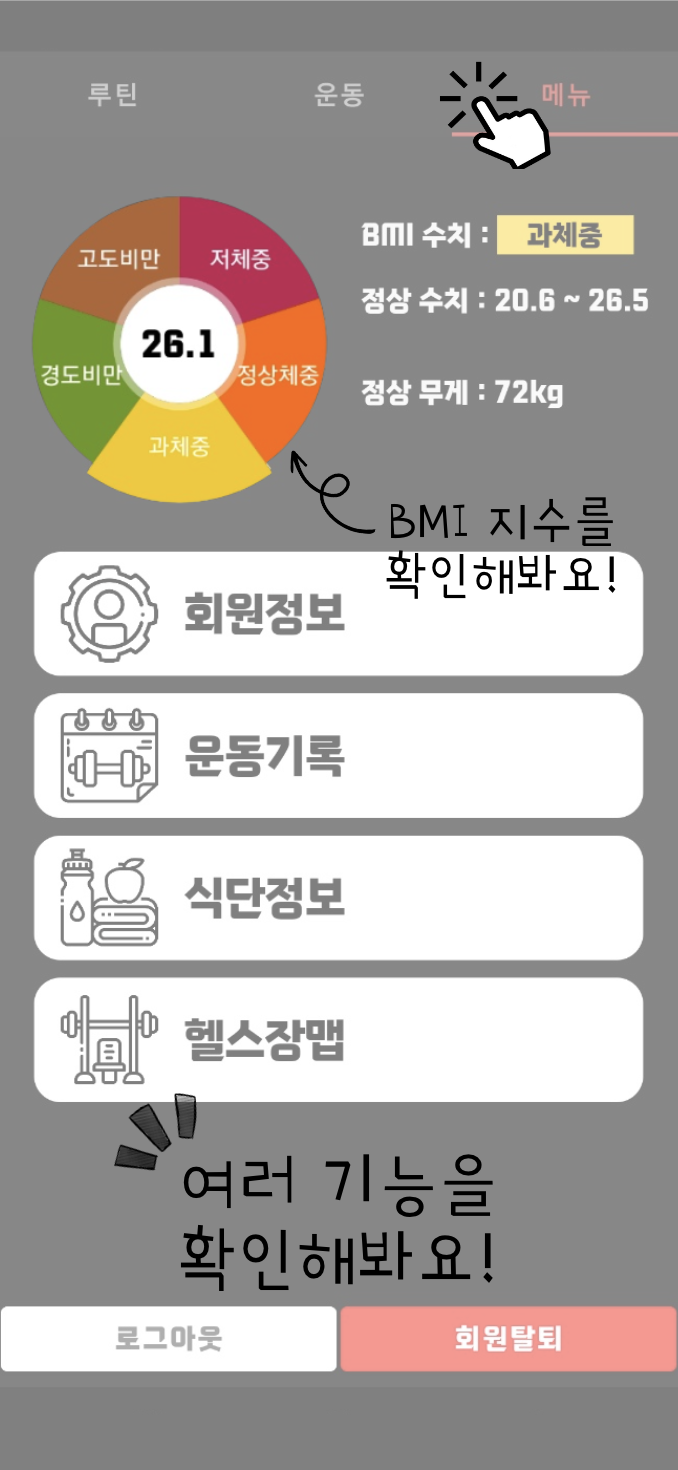 루틴 운동 메뉴
고도비만 저체중
26.1
경도비만 정상체중
과체중
BMI 수치 : 과체중
정상 수치 : 20.6 ~ 26.5
정상 무게 : 72kg
BMI 지수를
확인해봐요!
회원정보
운동기록
식단정보
헬스장맵
여러 기능을
확인해봐요!
로그아웃 회원탈퇴